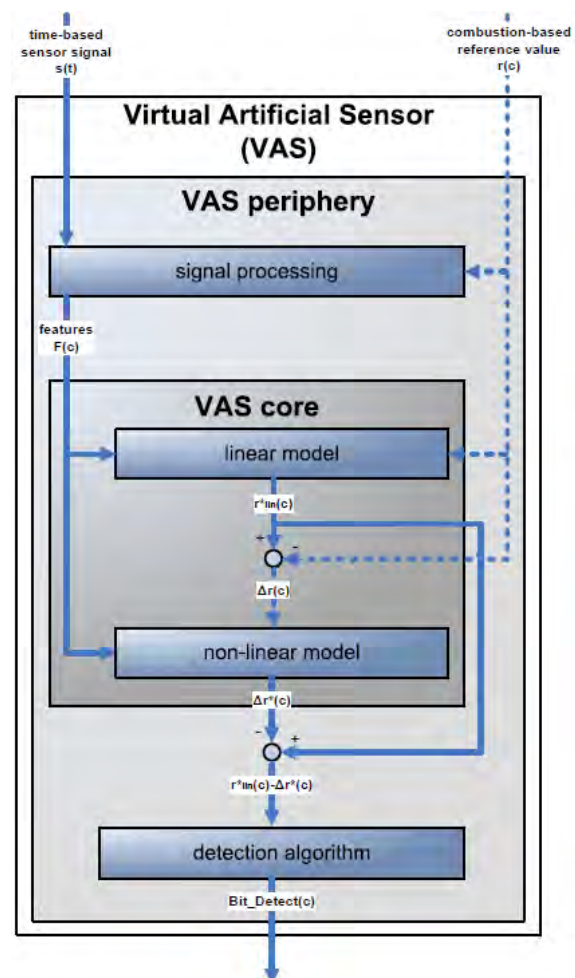 time-based
sensor signal
s(t)
combustion-based
reference value
r(c)
Virtual Artificial Sensor
(VAS)
VAS periphery
signal processing
features
F(c)
VAS core
linear model
r*lin(c)
+
-
Δr(c)
non-linear model
Δr*(c)
-
+
r*lin(c)-Δr*(c)
detection algorithm
Bit_Detect(c)